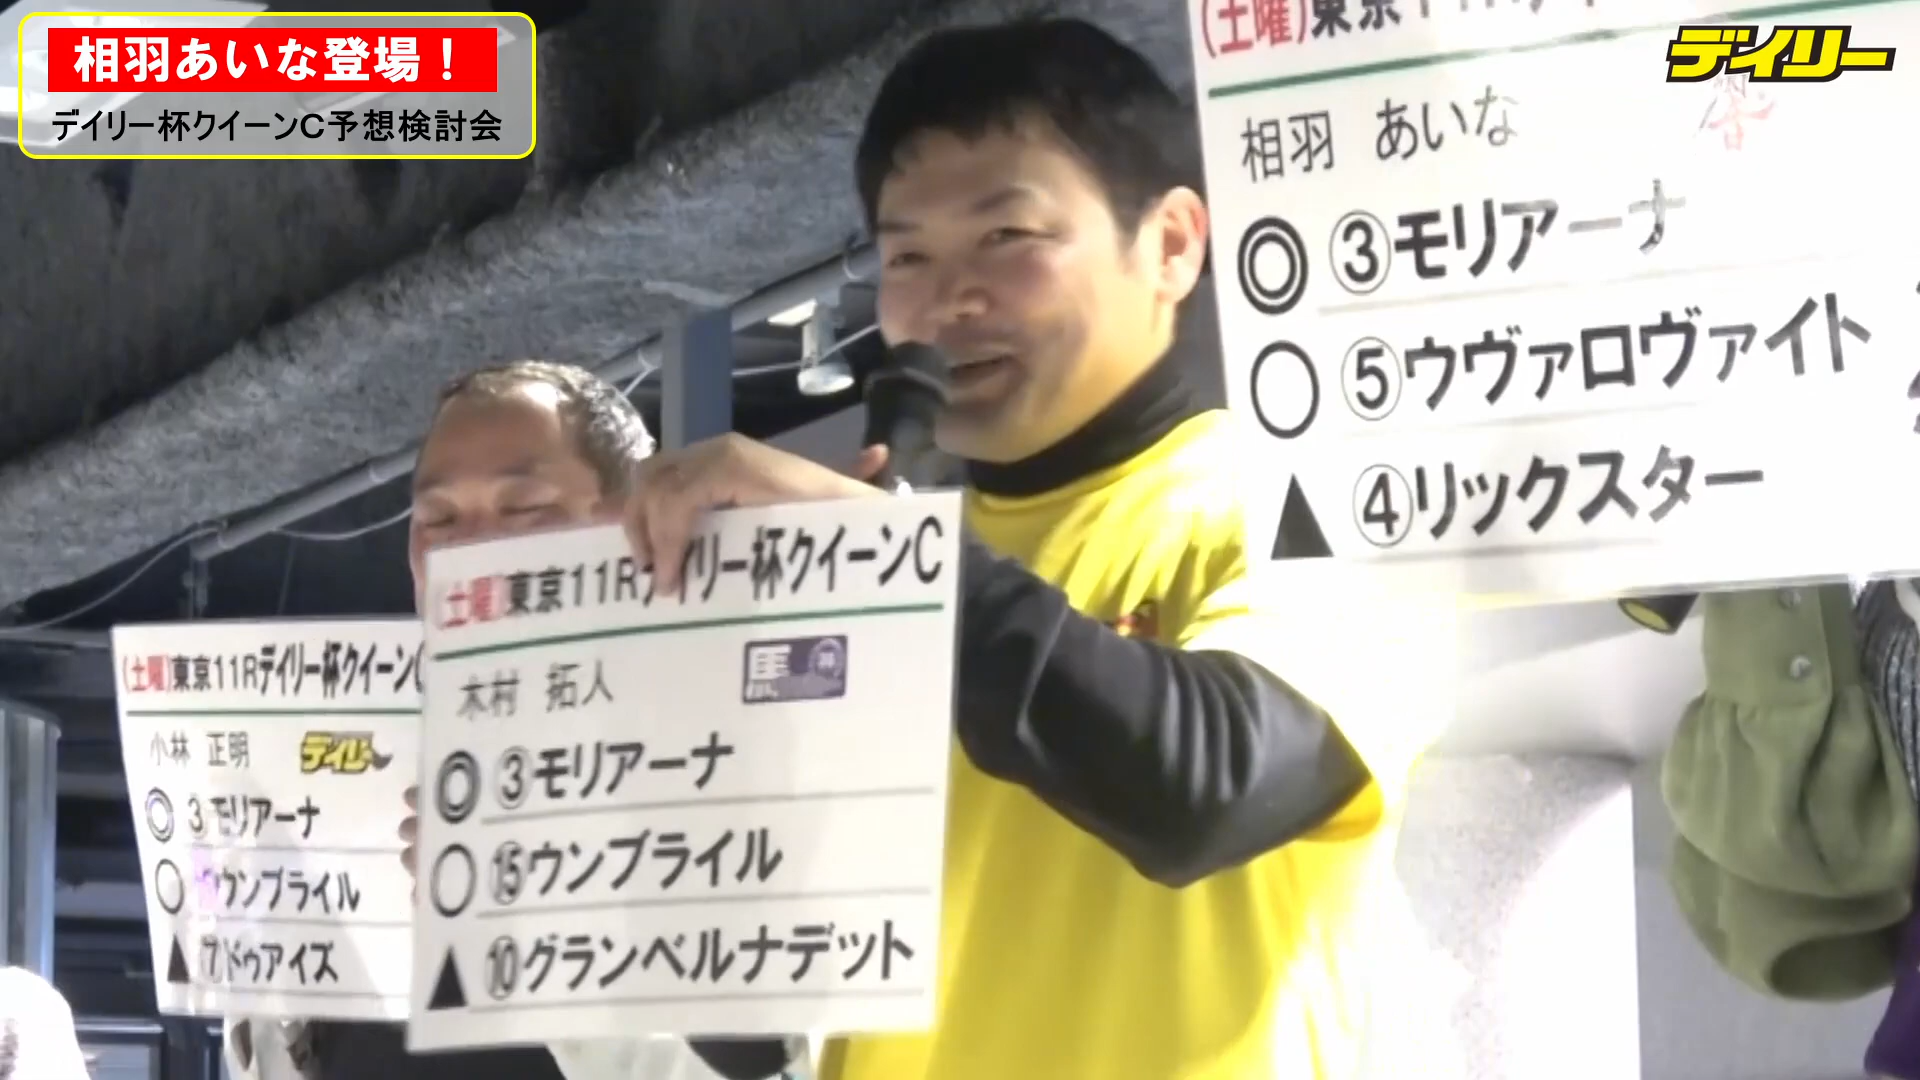 相羽あいな登場！
デイリー杯クイーンC予想検討会
デイリー
相羽 あいな
◎ ③モリアーナ
○ ⑤ウヴァロヴァイト
▲ ④リックスター
(土曜)東京11Rデイリー杯クイーンC
木村 拓人
馬
◎ ③モリアーナ
○ ⑮ウンブライル
▲ ⑩グランベルナデット
(土曜)東京11Rデイリー杯クイーンC
小林 正明 デイリー
◎ 3モリアーナ
○ ウンブライル
▲ ⑦ドゥアイズ